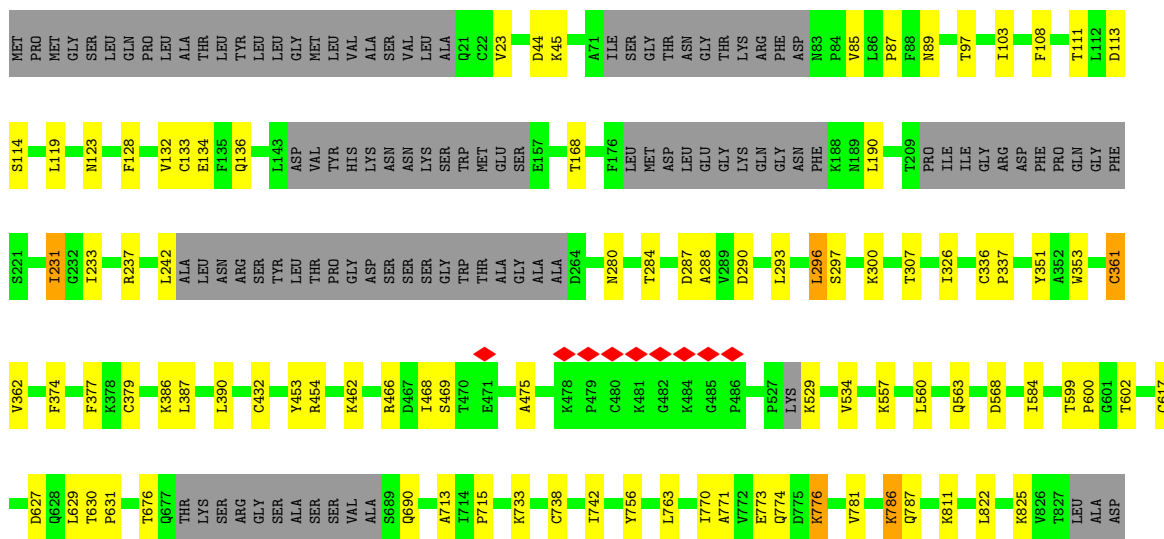 MET PRO MET GLY SER LEU GLN PRO LEU ALA THR LEU TYR LEU LEU GLY MET LEU VAL ALA SER VAL LEU ALA Q21 C22 V23 D44 K45 A71 ILE SER GLY THR ASN GLY THR LYS ARG PHE ASP N83 P84 V85 L86 P87 F88 N89 T97 I103 F108 T111 L112 D113
S114 L119 N123 F128 V132 C133 E134 F135 Q136 L143 ASP VAL TYR HIS LYS ASN ASN LYS SER TRP MET GLU SER E157 T168 F176 LEU MET ASP LEU GLU GLY LYS GLN GLY ASN PHE K188 N189 L190 T209 PRO ILE ILE GLY ARG ASP PHE PRO GLN GLY PHE
S221 I231 G232 I233 R237 L242 ALA LEU ASN ARG SER TYR LEU THR PRO GLY ASP SER SER SER GLY TRP THR ALA GLY ALA ALA D264 N280 T284 D287 A288 V289 D290 L293 L296 S297 K300 T307 I326 C336 P337 Y351 A352 W353 C361
V362 F374 F377 K378 C379 K386 L387 L390 C432 Y453 R454 K462 R466 D467 I468 S469 T470 E471 A475 K478 P479 C480 K481 G482 K484 G485 P486 P527 LYS K529 V534 K557 L560 Q563 D568 I584 T599 P600 G601 T602 C617
D627 Q628 L629 T630 P631 T676 Q677 THR LYS SER ARG GLY SER ALA SER SER VAL ALA S689 Q690 A713 I714 P715 K733 C738 I742 Y756 L763 I770 A771 V772 E773 Q774 D775 K776 V781 K786 Q787 K811 L822 K825 V826 T827 LEU ALA ASP